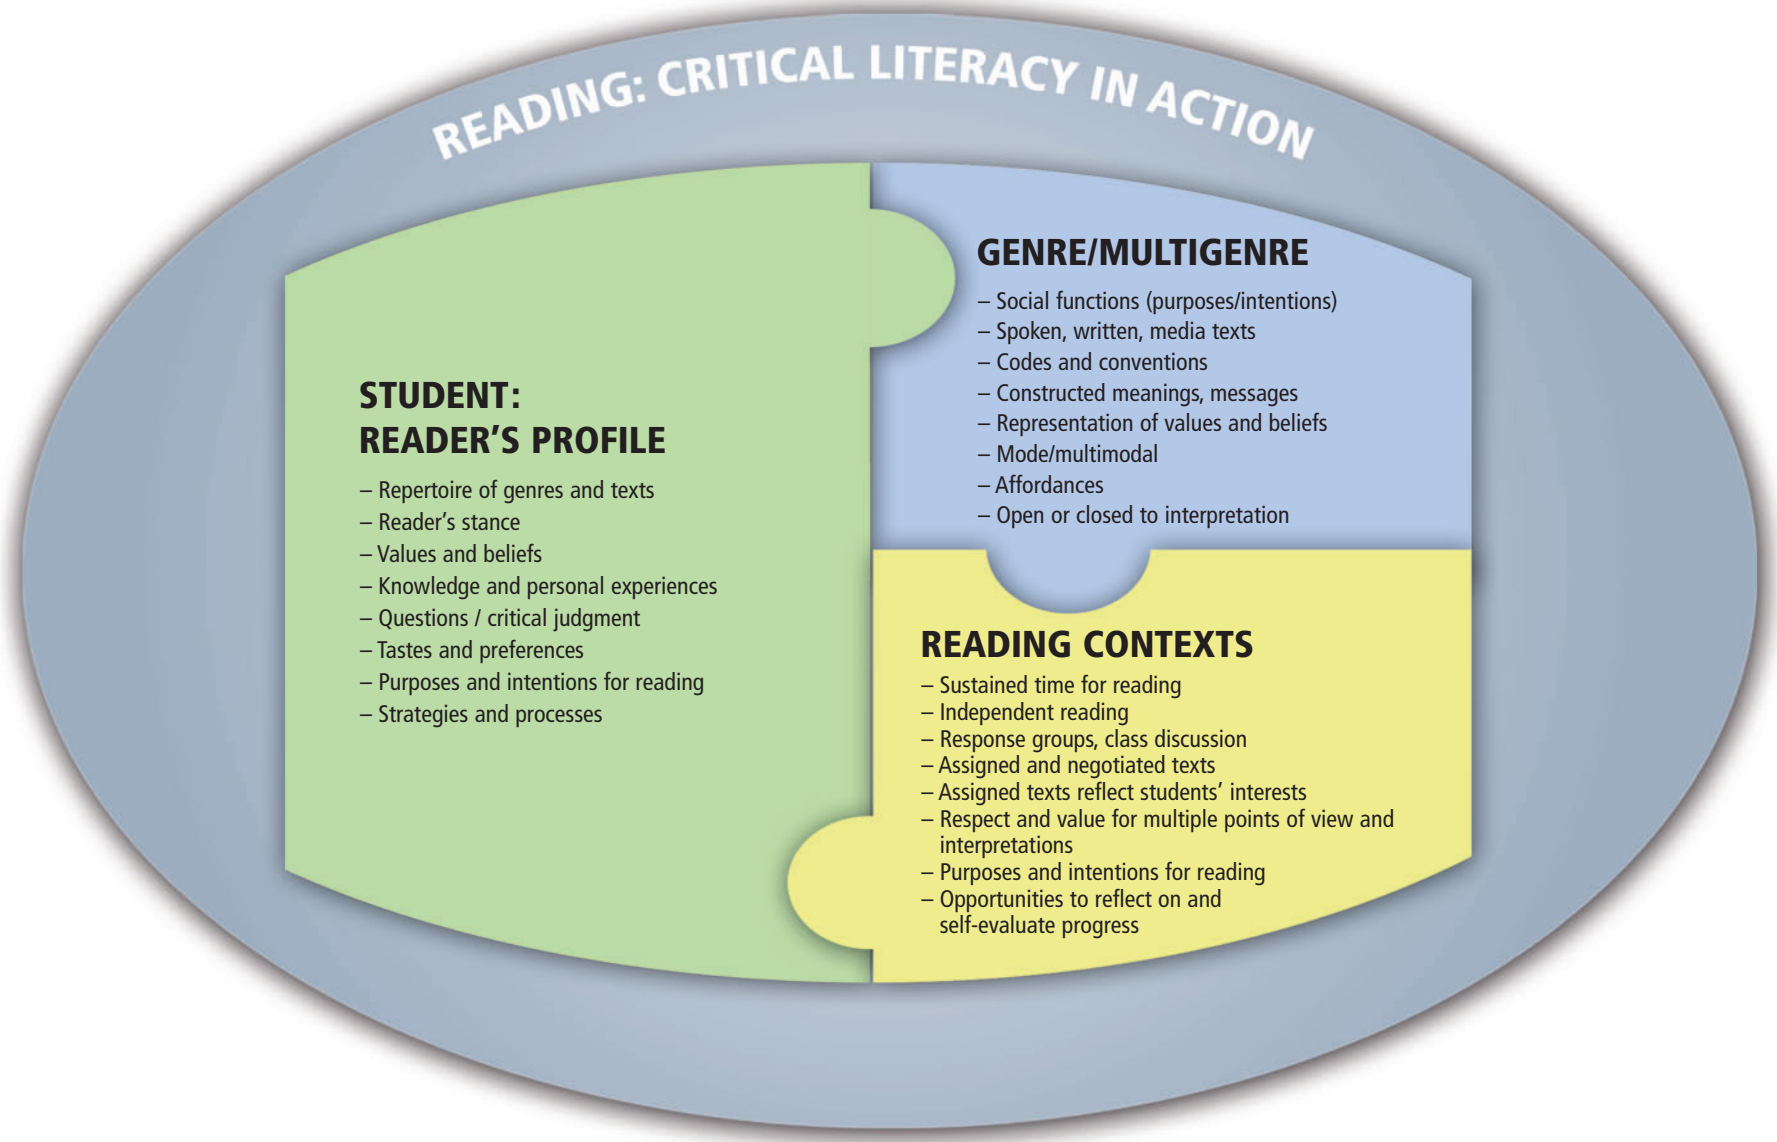 READING: CRITICAL LITERACY IN ACTION
STUDENT:
READER’S PROFILE
– Repertoire of genres and texts
– Reader’s stance
– Values and beliefs
– Knowledge and personal experiences
– Questions / critical judgment
– Tastes and preferences
– Purposes and intentions for reading
– Strategies and processes
GENRE/MULTIGENRE
– Social functions (purposes/intentions)
– Spoken, written, media texts
– Codes and conventions
– Constructed meanings, messages
– Representation of values and beliefs
– Mode/multimodal
– Affordances
– Open or closed to interpretation
READING CONTEXTS
– Sustained time for reading
– Independent reading
– Response groups, class discussion
– Assigned and negotiated texts
– Assigned texts reflect students’ interests
– Respect and value for multiple points of view and
interpretations
– Purposes and intentions for reading
– Opportunities to reflect on and
self-evaluate progress